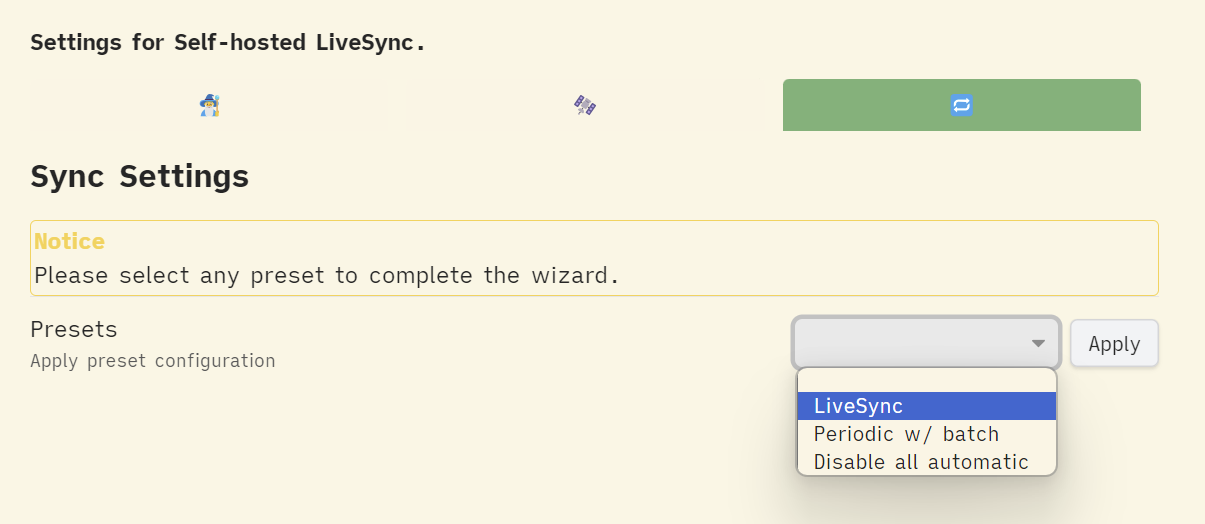 Settings for Self-hosted LiveSync.
Sync Settings
Notice
Please select any preset to complete the wizard.
Presets
Apply preset configuration
Apply
LiveSync
Periodic w/ batch
Disable all automatic